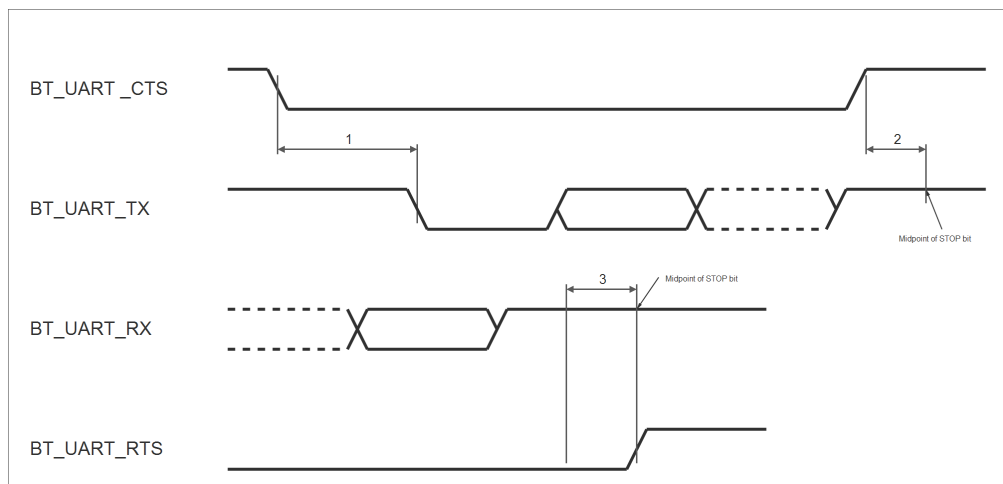 BT_UART _CTS
1
2
BT_UART_TX
Midpoint of STOP bit
3
Midpoint of STOP bit
BT_UART_RX
BT_UART_RTS